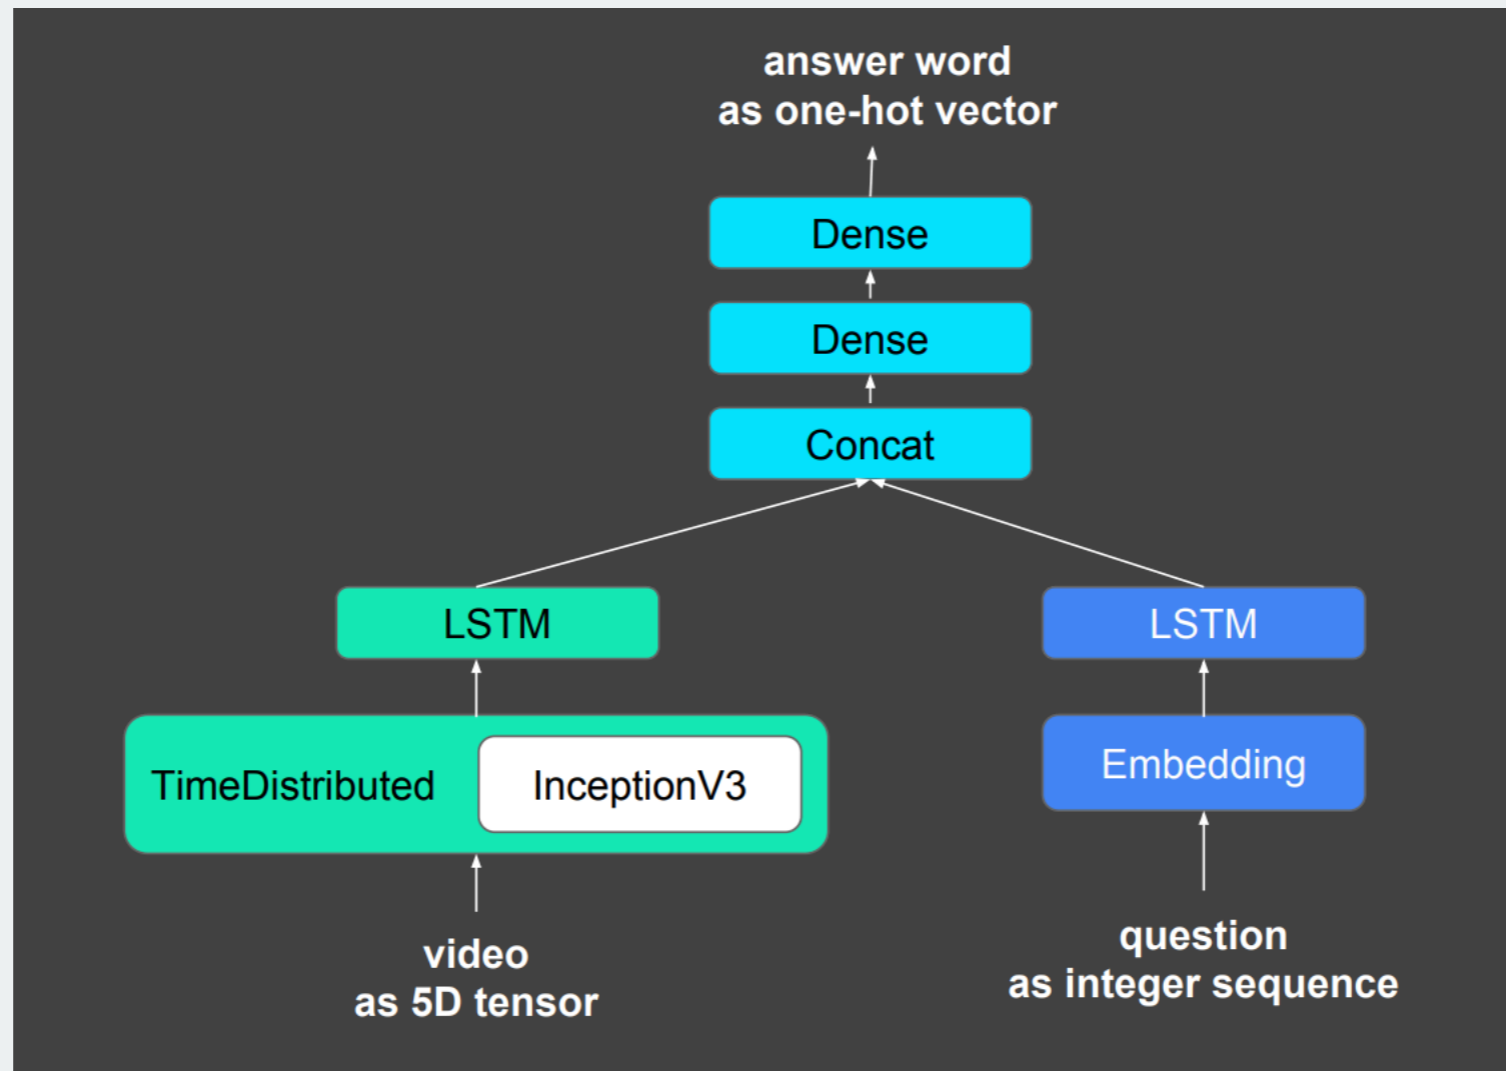 answer word
as one-hot vector
Dense
Dense
Concat
LSTM
LSTM
TimeDistributed
InceptionV3
Embedding
video
as 5D tensor
question
as integer sequence